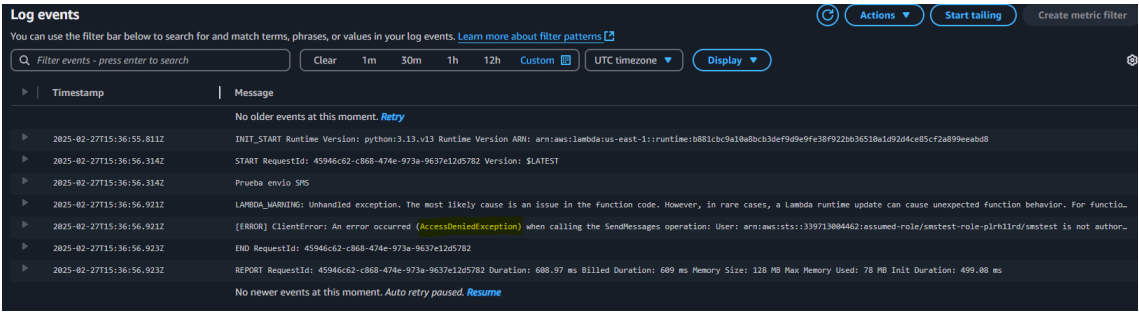 Log events
Actions
Start tailing
Create metric filter
You can use the filter bar below to search for and match terms, phrases, or values in your log events. Learn more about filter patterns
Filter events - press enter to search
Clear 1m 30m 1h 12h Custom
UTC timezone
Display
Timestamp Message
No older events at this moment. Retry
2025-02-27T15:36:55.811Z INIT_START Runtime Version: python:3.13.v13 Runtime Version ARN: arn:aws:lambda:us-east-1::runtime:b881cbc9a10a8bcb3def9d9e9fe38f922bb36510a1d92d4ce85cf2a899eeabd8
2025-02-27T15:36:56.314Z START RequestId: 45946c62-c868-474e-973a-9637e12d5782 Version: $LATEST
2025-02-27T15:36:56.314Z Prueba envio SMS
2025-02-27T15:36:56.921Z LAMBDA_WARNING: Unhandled exception. The most likely cause is an issue in the function code. However, in rare cases, a Lambda runtime update can cause unexpected function behavior. For functio…
2025-02-27T15:36:56.921Z [ERROR] ClientError: An error occurred (AccessDeniedException) when calling the SendMessages operation: User: arn:aws:sts::339713004462:assumed-role/smstest-role-plrh1lrd/smstest is not author…
2025-02-27T15:36:56.923Z END RequestId: 45946c62-c868-474e-973a-9637e12d5782
2025-02-27T15:36:56.923Z REPORT RequestId: 45946c62-c868-474e-973a-9637e12d5782 Duration: 608.97 ms Billed Duration: 609 ms Memory Size: 128 MB Max Memory Used: 78 MB Init Duration: 499.08 ms
No newer events at this moment. Auto retry paused. Resume